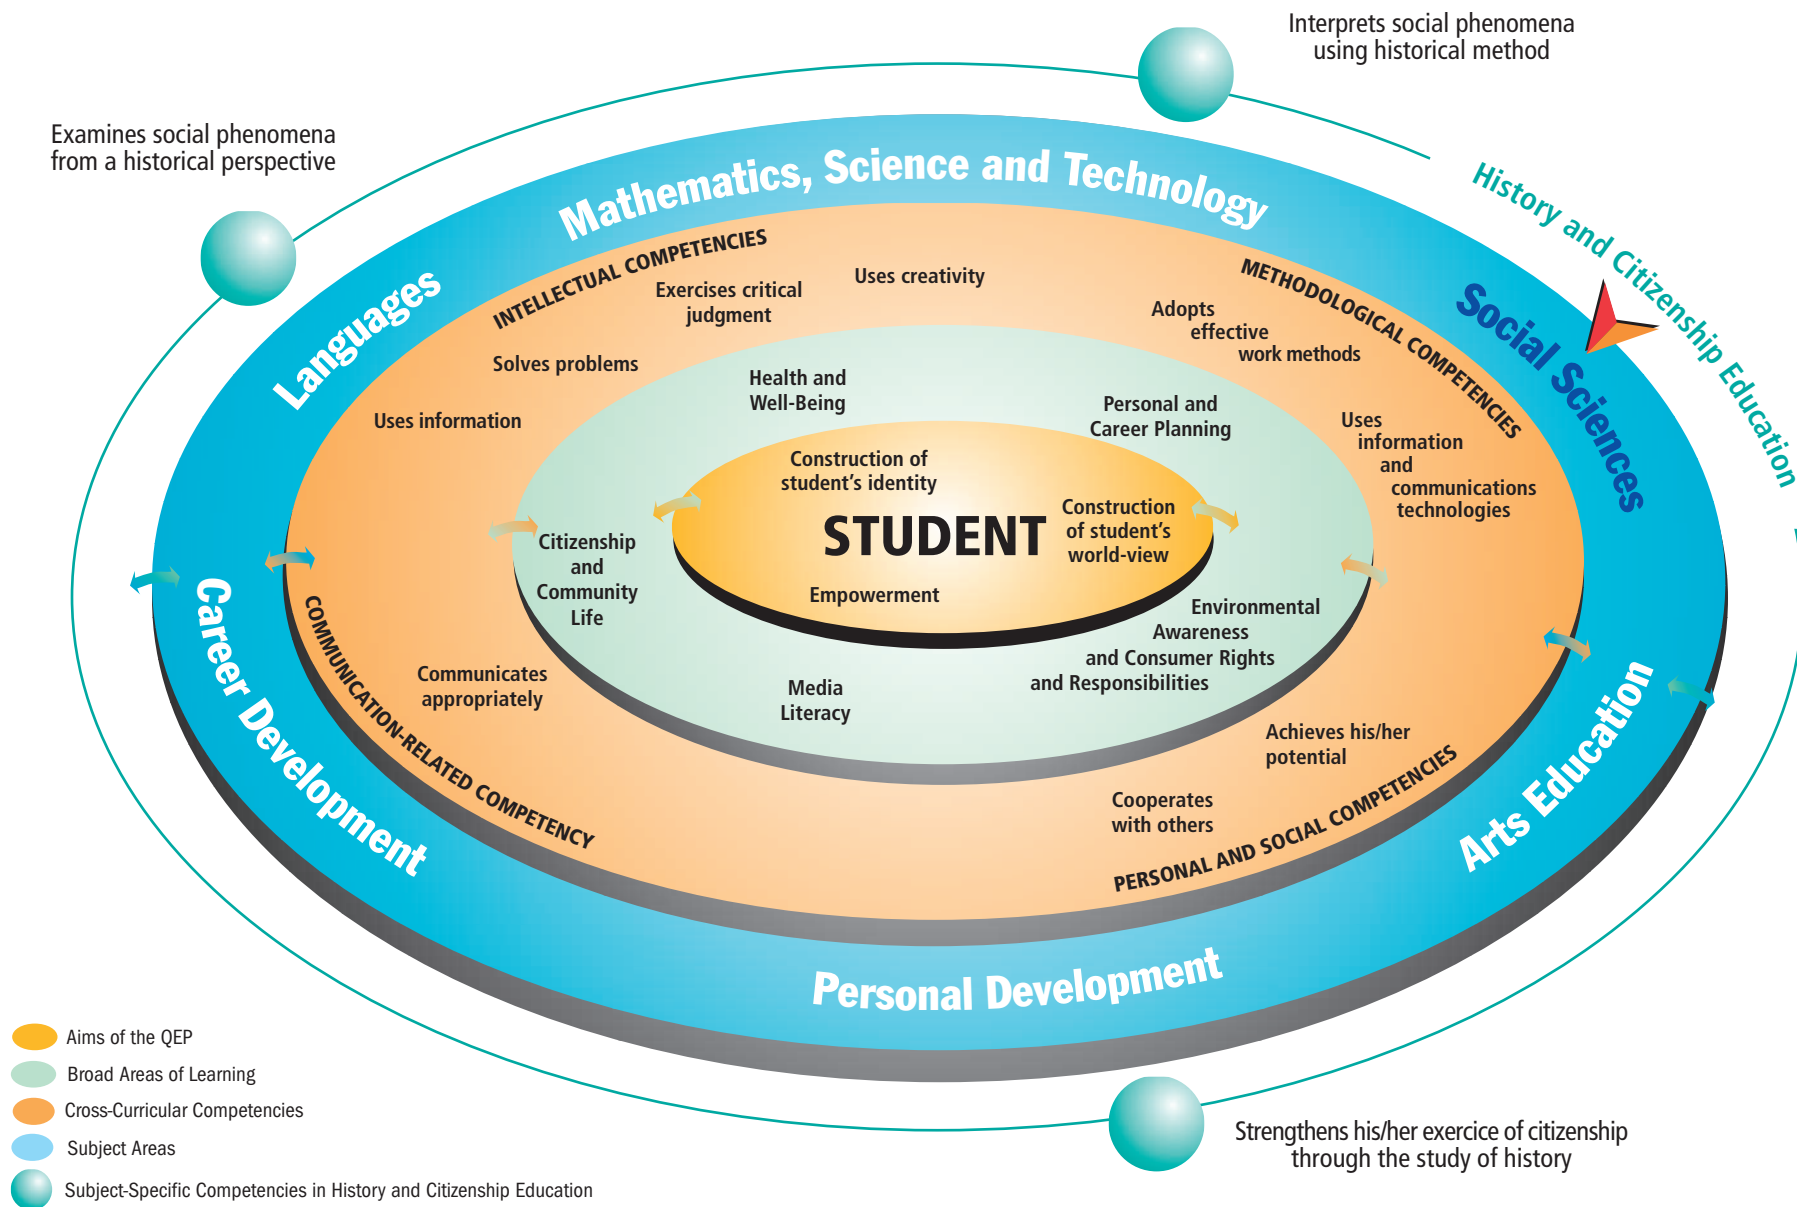 Interprets social phenomena
using historical method
Examines social phenomena
from a historical perspective
History and Citizenship Education
Mathematics, Science and Technology
Languages
Social Sciences
Career Development
Arts Education
Personal Development
INTELLECTUAL COMPETENCIES
Uses creativity
Exercises critical
judgment
Solves problems
Uses information
METHODOLOGICAL COMPETENCIES
Adopts
effective
work methods
Uses
information
and
communications
technologies
COMMUNICATION-RELATED COMPETENCY
Communicates
appropriately
PERSONAL AND SOCIAL COMPETENCIES
Achieves his/her
potential
Cooperates
with others
Health and
Well-Being
Personal and
Career Planning
Citizenship
and
Community
Life
Environmental
Awareness
and Consumer Rights
and Responsibilities
Media
Literacy
Construction of
student's identity
STUDENT
Construction
of student's
world-view
Empowerment
Aims of the QEP
Broad Areas of Learning
Cross-Curricular Competencies
Subject Areas
Subject-Specific Competencies in History and Citizenship Education
Strengthens his/her exercice of citizenship
through the study of history